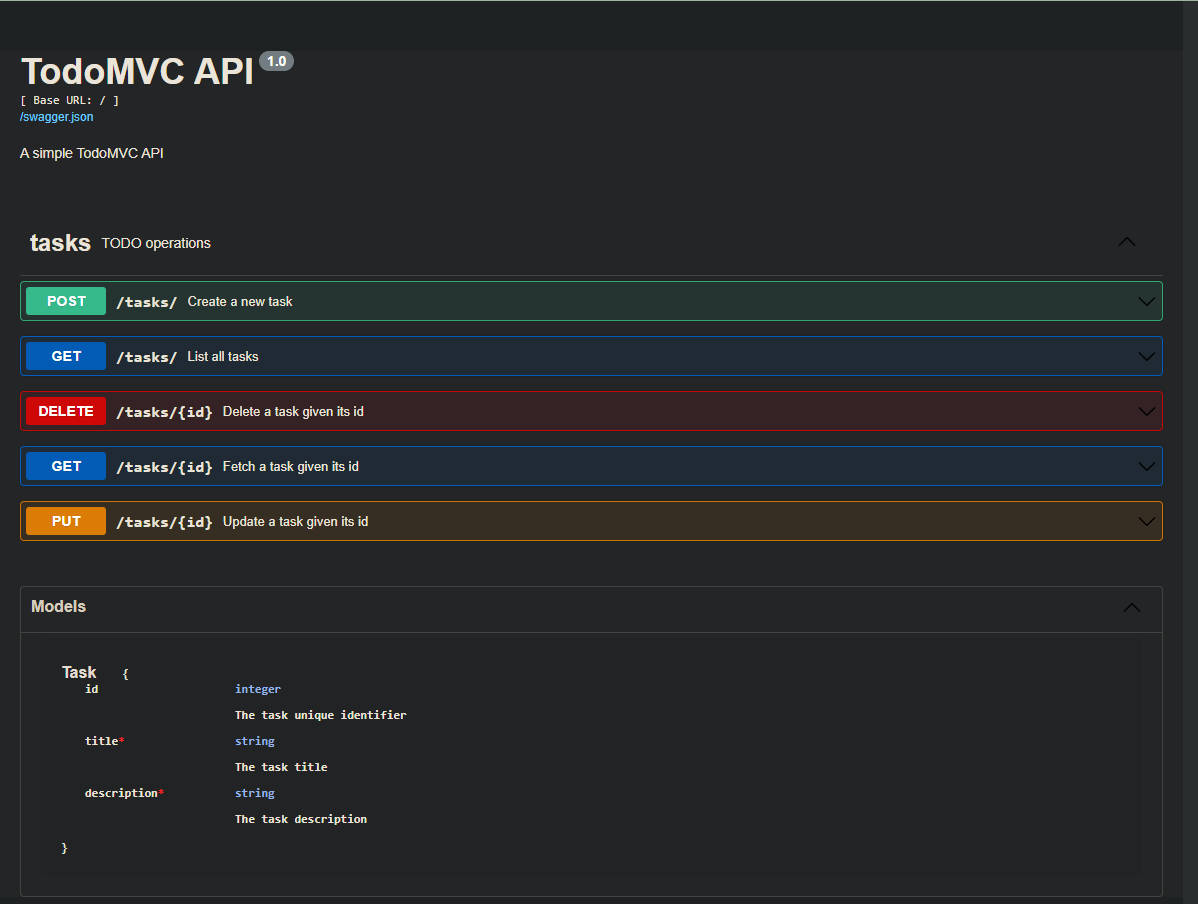 TodoMVC API 1.0
[ Base URL: / ]
/swagger.json
A simple TodoMVC API
tasks TODO operations
POST /tasks/ Create a new task
GET /tasks/ List all tasks
DELETE /tasks/{id} Delete a task given its id
GET /tasks/{id} Fetch a task given its id
PUT /tasks/{id} Update a task given its id
Models
Task {
id integer
The task unique identifier
title* string
The task title
description* string
The task description
}